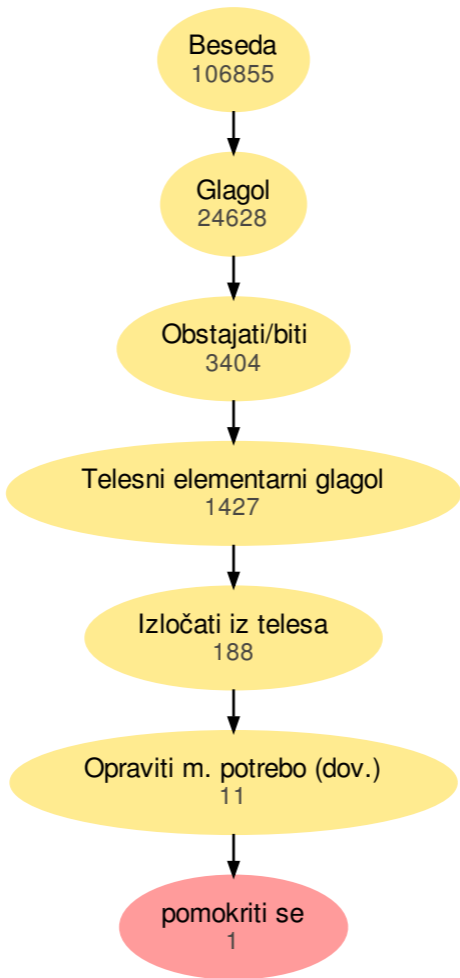 Beseda
106855
Glagol
24628
Obstajati/biti
3404
Telesni elementarni glagol
1427
Izločati iz telesa
188
Opraviti m. potrebo (dov.)
11
pomokriti se
1